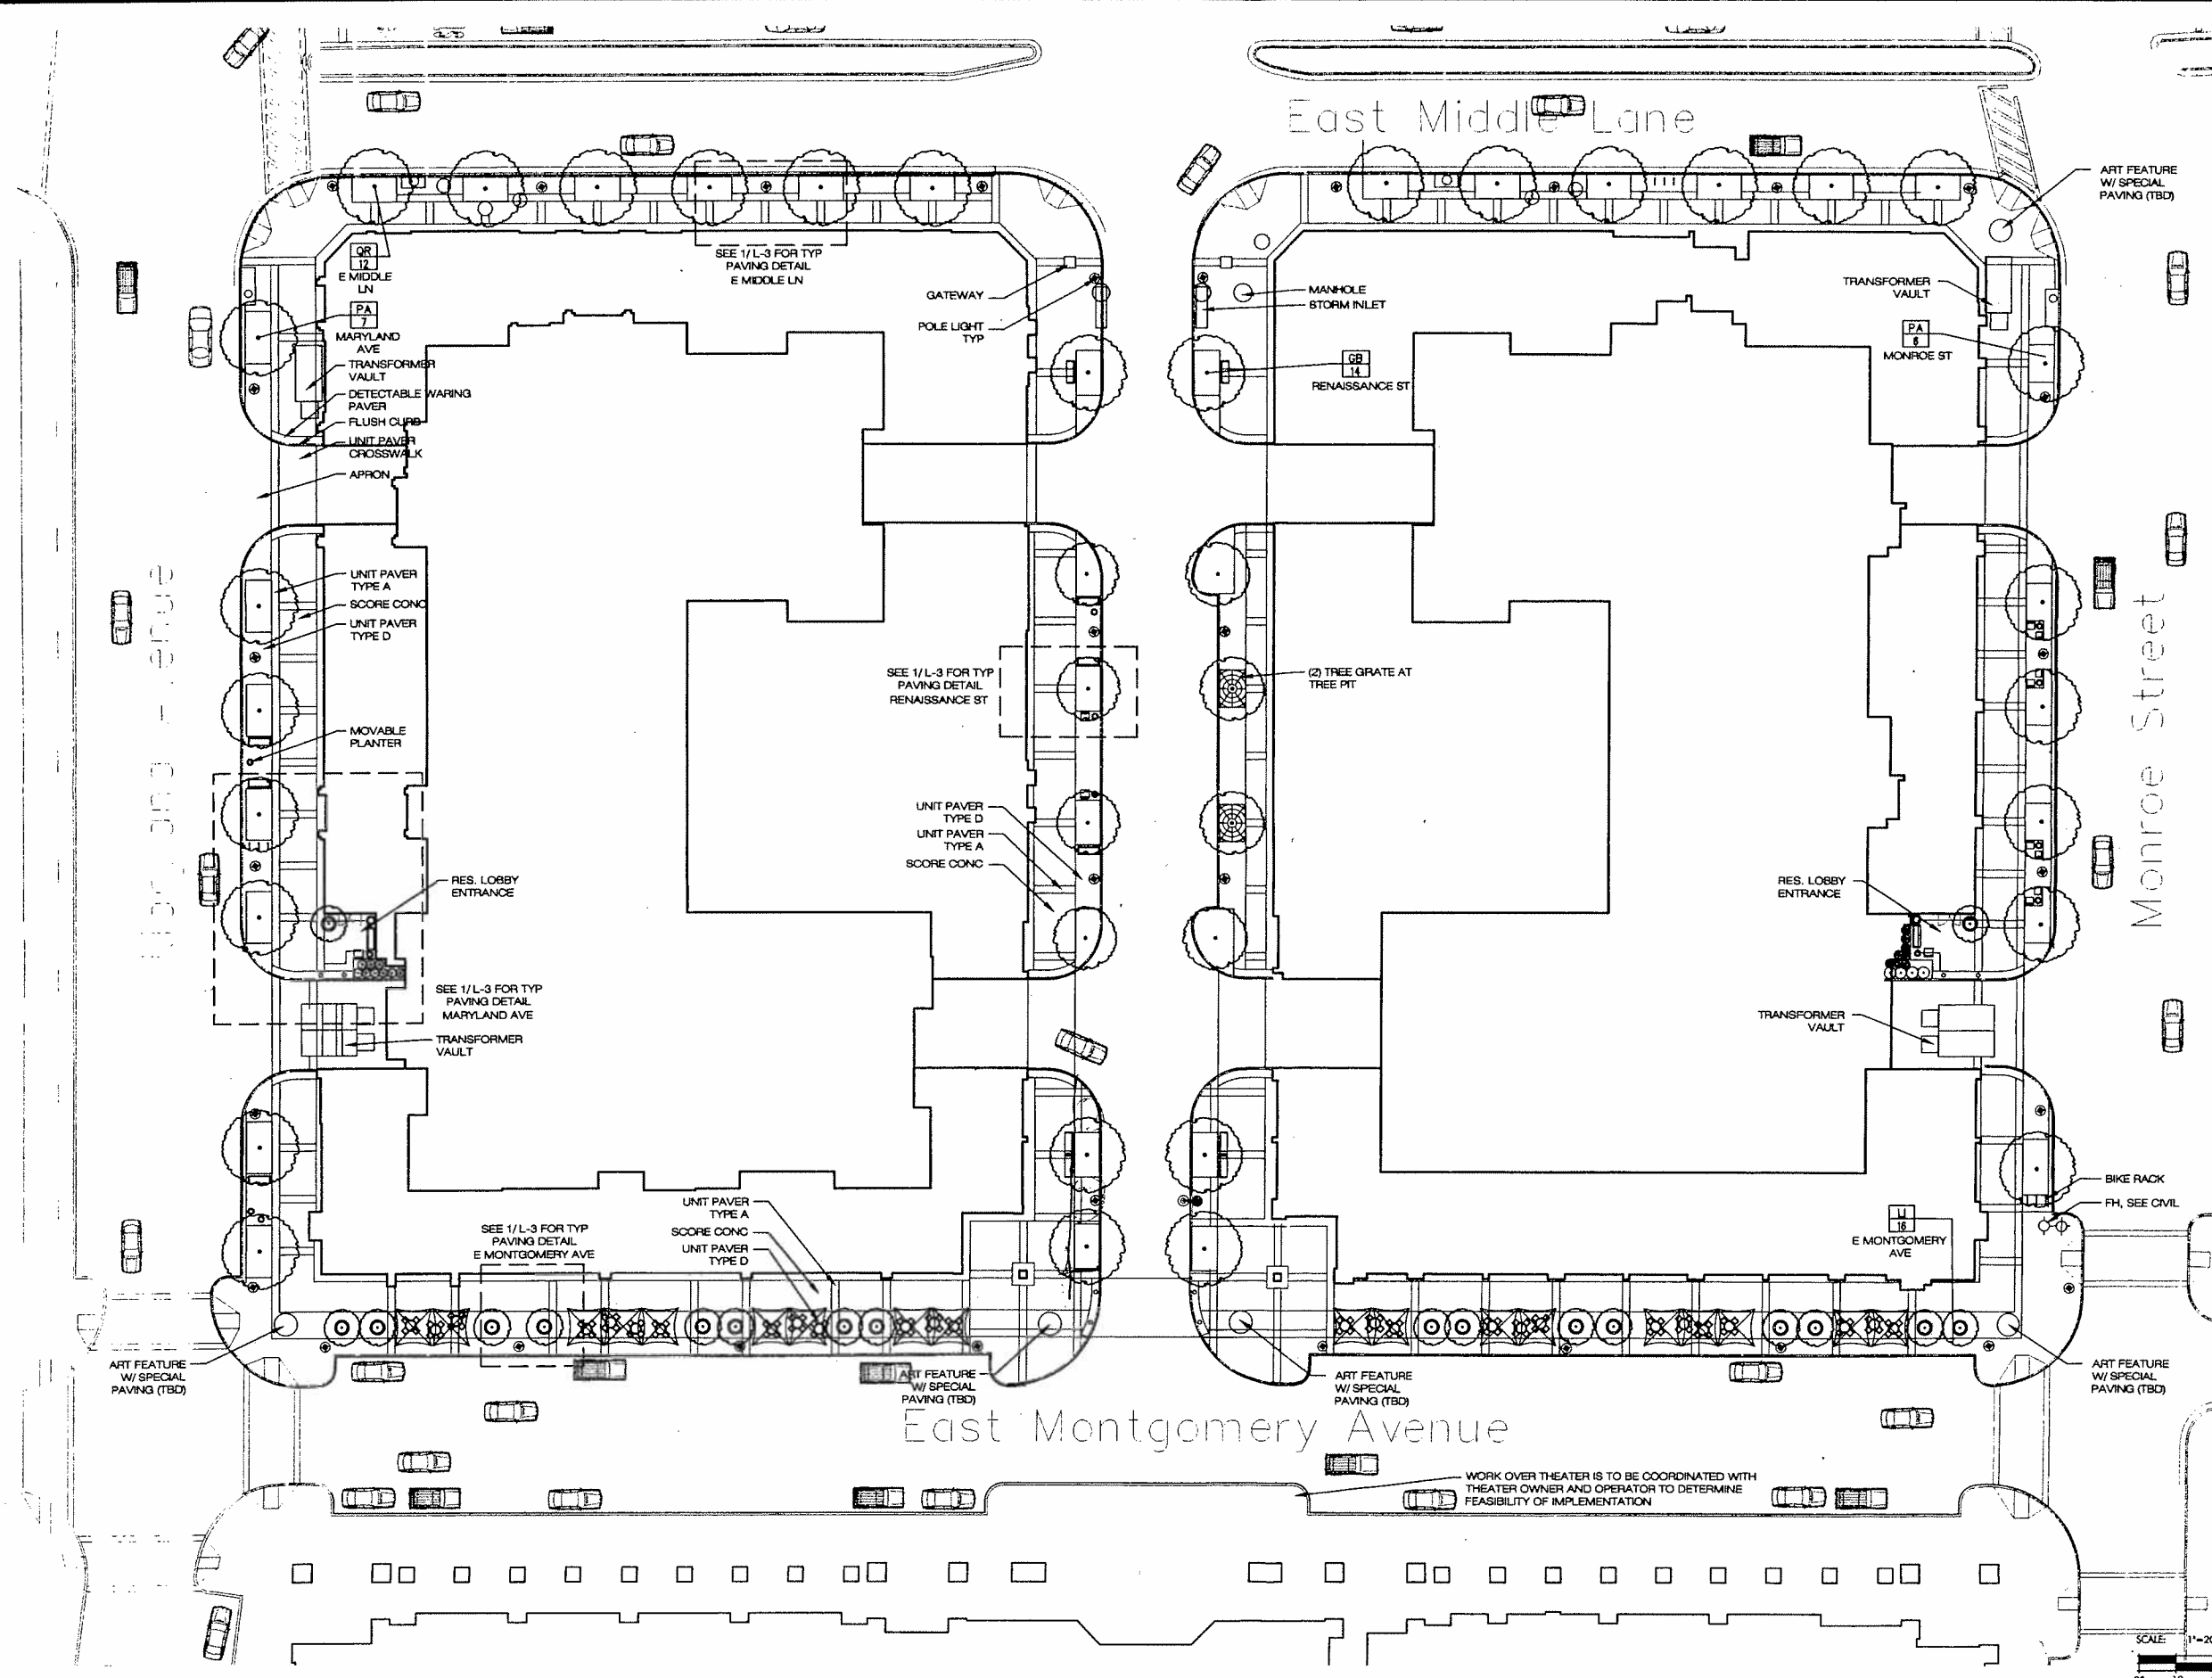 East Middle Lane
ART FEATURE
W/ SPECIAL
PAVING (TBD)
QR
12
E MIDDLE
LN
SEE 1/L-3 FOR TYP
PAVING DETAIL
E MIDDLE LN
GATEWAY
POLE LIGHT
TYP
MANHOLE
STORM INLET
TRANSFORMER
VAULT
PA
7
MARYLAND
AVE
TRANSFORMER
VAULT
DETECTABLE WARING
PAVER
FLUSH CURB
UNIT PAVER
CROSSWALK
APRON
GB
14
RENAISSANCE ST
PA
6
MONROE ST
UNIT PAVER
TYPE A
SCORE CONC
UNIT PAVER
TYPE D
MOVABLE
PLANTER
SEE 1/L-3 FOR TYP
PAVING DETAIL
RENAISSANCE ST
(2) TREE GRATE AT
TREE PIT
Monroe Street
UNIT PAVER
TYPE D
UNIT PAVER
TYPE A
SCORE CONC
RES. LOBBY
ENTRANCE
RES. LOBBY
ENTRANCE
SEE 1/L-3 FOR TYP
PAVING DETAIL
MARYLAND AVE
TRANSFORMER
VAULT
TRANSFORMER
VAULT
BIKE RACK
FH, SEE CIVIL
UNIT PAVER
TYPE A
SCORE CONC
UNIT PAVER
TYPE D
SEE 1/L-3 FOR TYP
PAVING DETAIL
E MONTGOMERY AVE
LI
16
E MONTGOMERY
AVE
ART FEATURE
W/ SPECIAL
PAVING (TBD)
ART FEATURE
W/ SPECIAL
PAVING (TBD)
ART FEATURE
W/ SPECIAL
PAVING (TBD)
ART FEATURE
W/ SPECIAL
PAVING (TBD)
East Montgomery Avenue
WORK OVER THEATER IS TO BE COORDINATED WITH
THEATER OWNER AND OPERATOR TO DETERMINE
FEASIBILITY OF IMPLEMENTATION
SCALE: